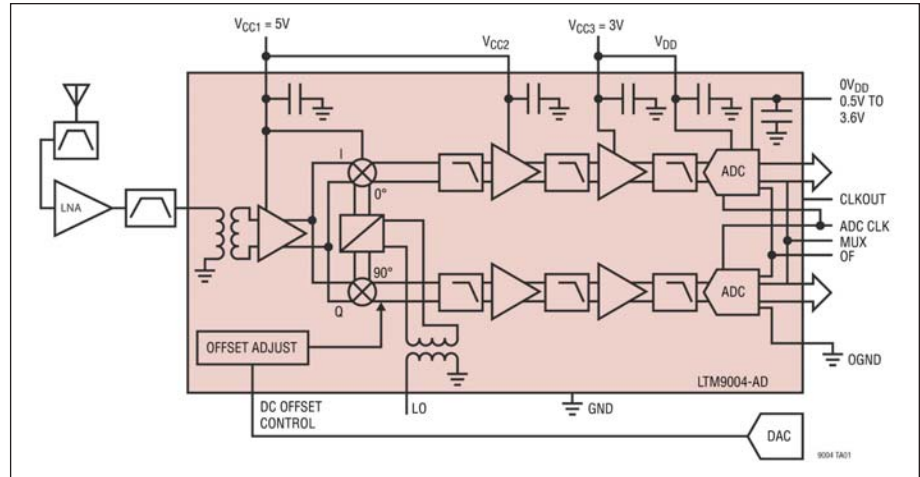 VCC1 = 5V
VCC2
VCC3 = 3V
VDD
0VDD
0.5V TO
3.6V
LNA
I
0°
ADC
CLKOUT
ADC CLK
MUX
OF
90°
Q
ADC
OFFSET ADJUST
OGND
LTM9004-AD
DC OFFSET
CONTROL
LO
GND
DAC
9004 TA01